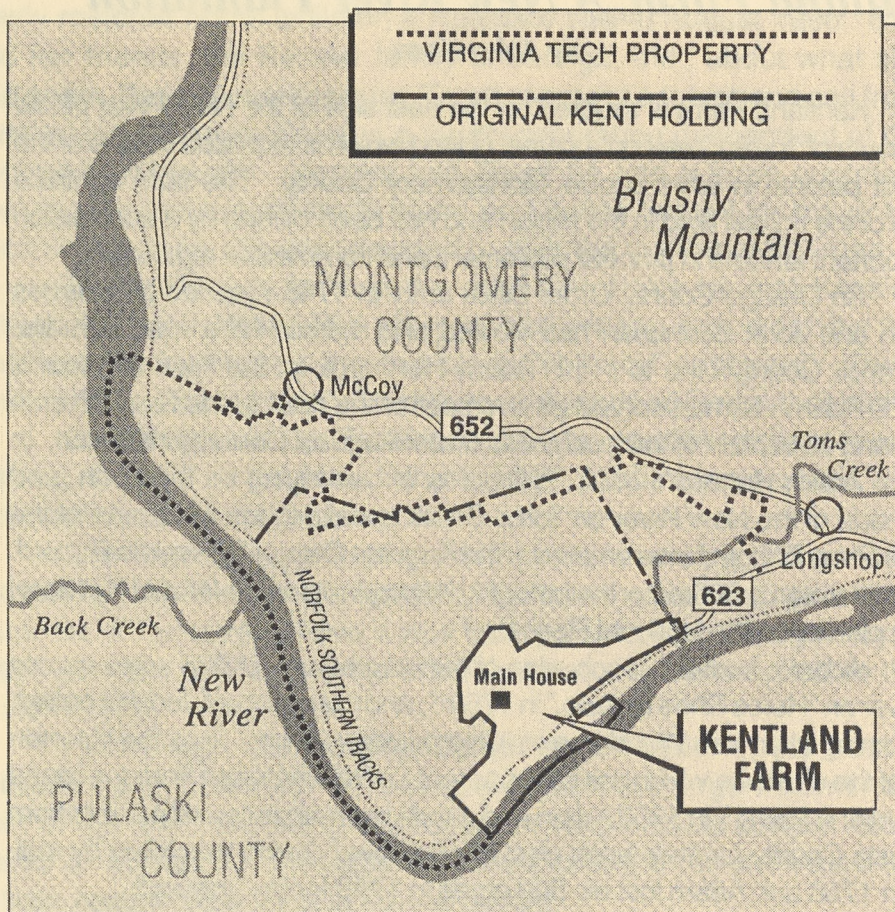 VIRGINIA TECH PROPERTY
ORIGINAL KENT HOLDING
Brushy
Mountain
MONTGOMERY
COUNTY
McCoy
652
Toms
Creek
Longshop
623
NORFOLK SOUTHERN TRACKS
Back Creek
New
River
Main House
KENTLAND
FARM
PULASKI
COUNTY